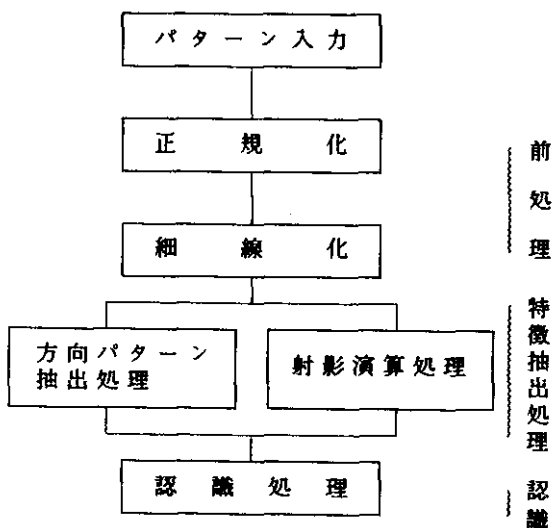 パターン入力
正規化
細線化
方向パターン
抽出処理
射影演算処理
認識処理
前処理
特徴抽出処理
認識